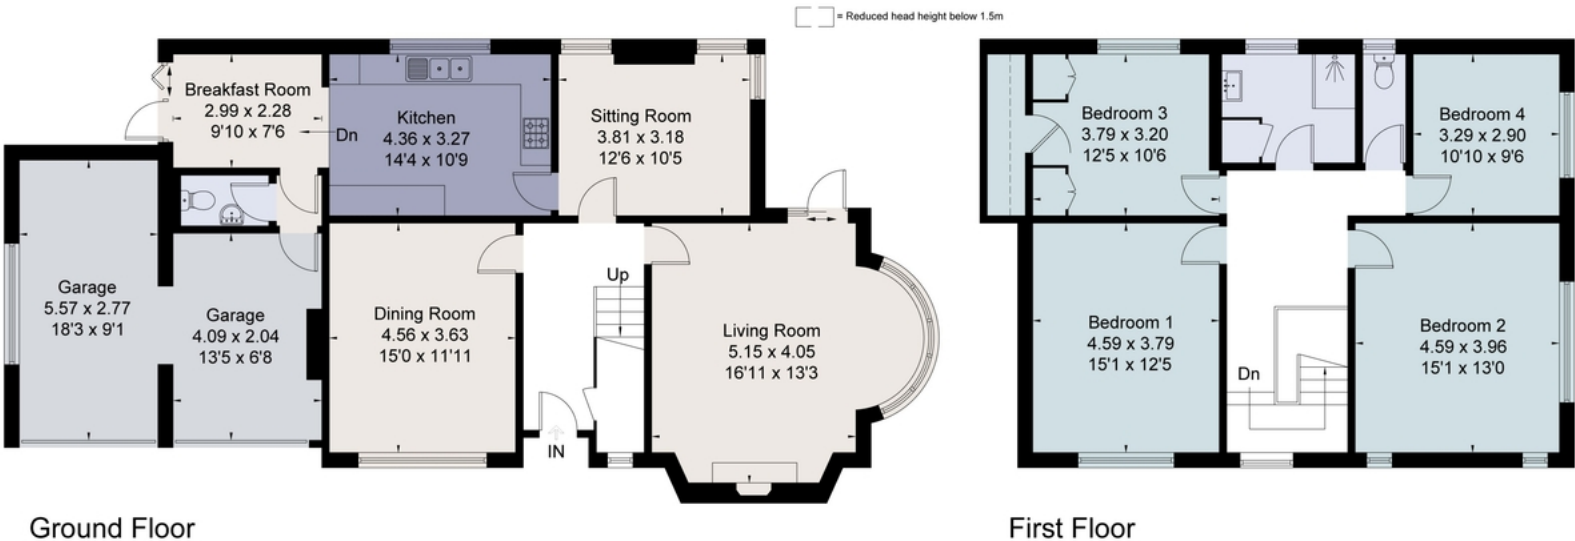 = Reduced head height below 1.5m
Breakfast Room
2.99 x 2.28
9'10 x 7'6
Dn
Kitchen
4.36 x 3.27
14'4 x 10'9
Sitting Room
3.81 x 3.18
12'6 x 10'5
Garage
5.57 x 2.77
18'3 x 9'1
Garage
4.09 x 2.04
13'5 x 6'8
Dining Room
4.56 x 3.63
15'0 x 11'11
Up
IN
Living Room
5.15 x 4.05
16'11 x 13'3
Ground Floor
Bedroom 3
3.79 x 3.20
12'5 x 10'6
Bedroom 4
3.29 x 2.90
10'10 x 9'6
Bedroom 1
4.59 x 3.79
15'1 x 12'5
Dn
Bedroom 2
4.59 x 3.96
15'1 x 13'0
First Floor